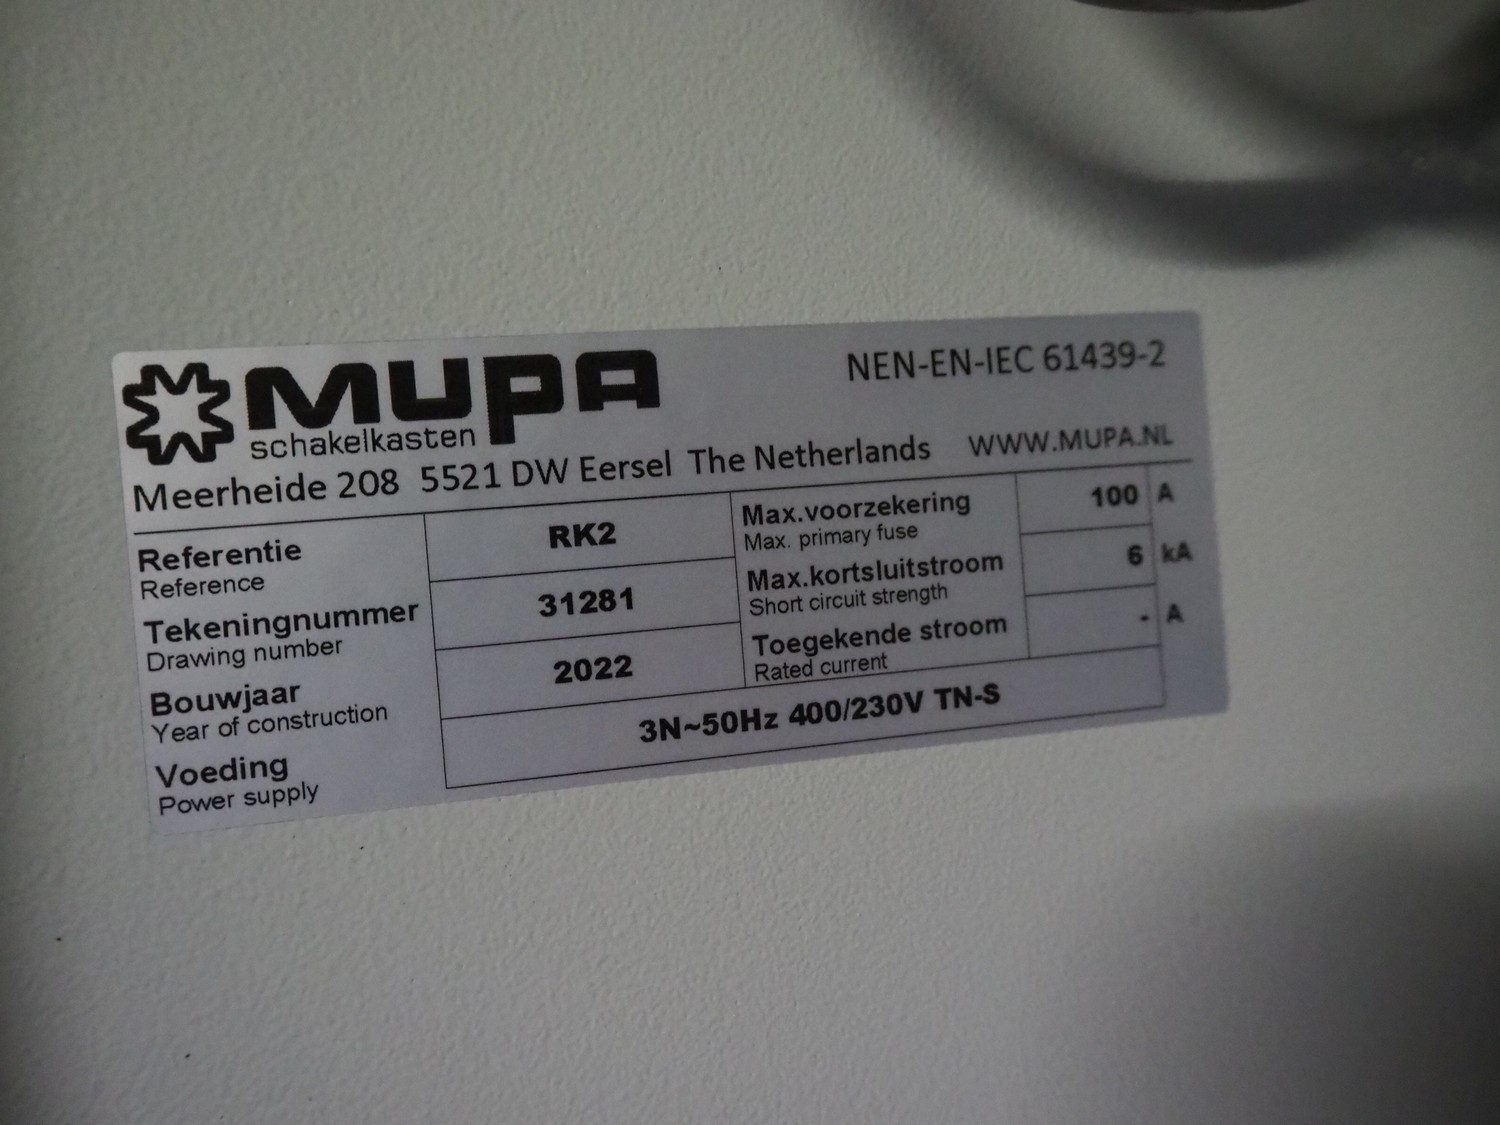 MUPA
schakelkasten
NEN-EN-IEC 61439-2
Meerheide 208 5521 DW Eersel The Netherlands WWW.MUPA.NL
Referentie
Reference
RK2
Tekeningnummer
Drawing number
31281
Bouwjaar
Year of construction
2022
Max.voorzekering
Max. primary fuse
100 A
Max.kortsluitstroom
Short circuit strength
6 kA
Toegekende stroom
Rated current
- A
Voeding
Power supply
3N~50Hz 400/230V TN-S